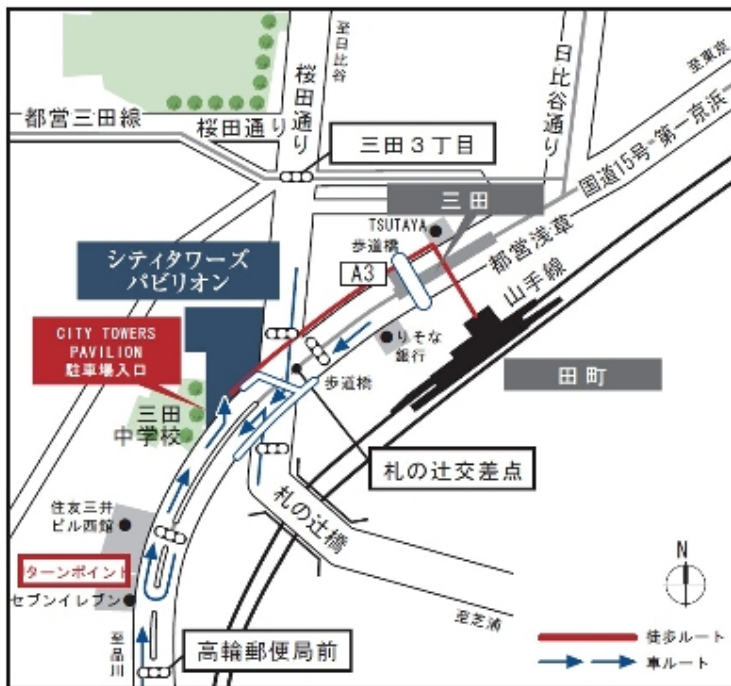 至日比谷
桜田通り
日比谷通り
至東京
都営三田線
桜田通り
三田3丁目
国道15号・第一京浜
三田
TSUTAYA
歩道橋
都営浅草
シティタワーズ
パビリオン
A3
山手線
CITY TOWERS
PAVILION
駐車場入口
りそな
銀行
田町
歩道橋
三田
中学校
札の辻交差点
住友三井
ビル西館
札の辻橋
ターンポイント
セブンイレブン
N
至芝浦
至品川
高輪郵便局前
徒歩ルート
車ルート